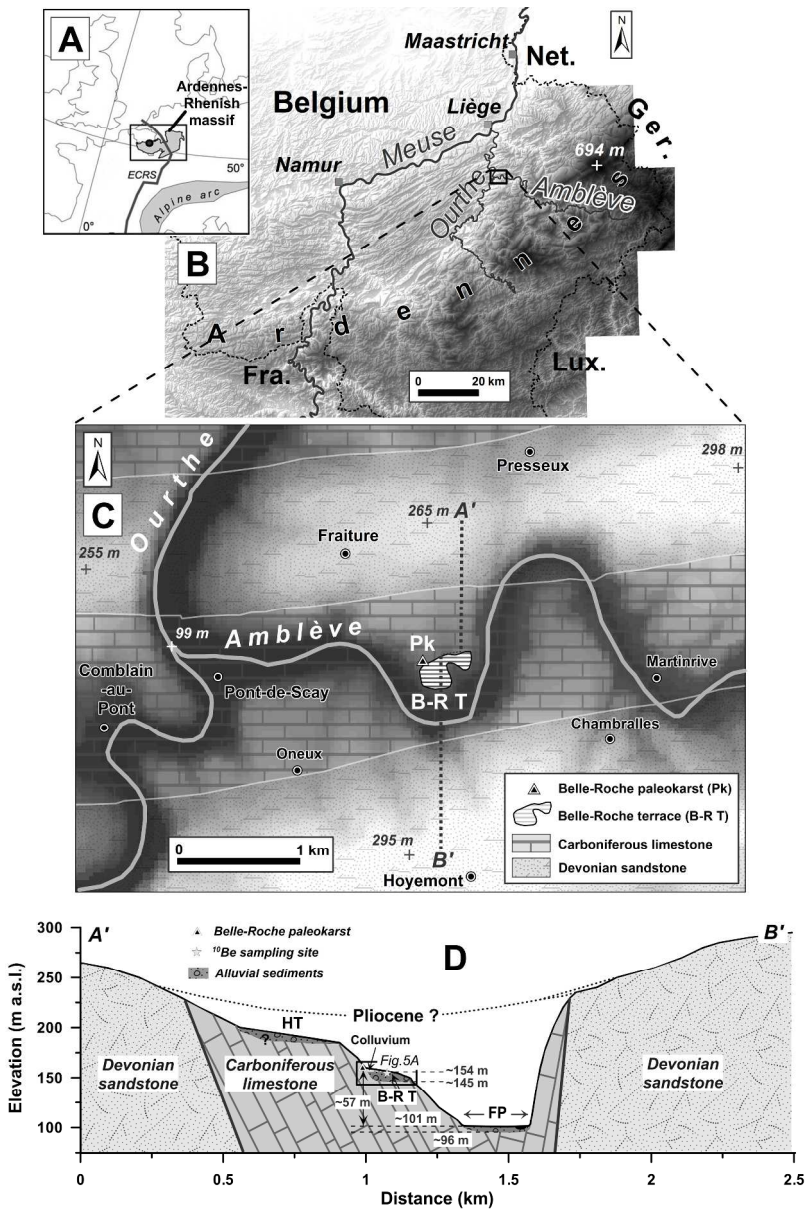 A
Ardennes-
Rhenish
massif
ECRS
50°
Alpine arc
0°
B
N
Maastricht
Net.
Belgium
Liège
Ger.
Meuse
694 m
Namur
Ourthe
Amblève
Ardennes
Fra.
Lux.
0 20 km
N
C
Ourthe
Presseux
298 m
265 m
A'
Fraiture
255 m
99 m
Amblève
Pk
Comblain
-au-
Pont
Pont-de-Scay
B-R T
Martinrive
Chambralles
Oneux
295 m
B'
Hoyemont
0 1 km
Belle-Roche paleokarst (Pk)
Belle-Roche terrace (B-R T)
Carboniferous limestone
Devonian sandstone
A'
B'
D
Belle-Roche paleokarst
¹⁰Be sampling site
Alluvial sediments
Elevation (m a.s.l.)
300
250
200
150
100
HT
?
Pliocene ?
Colluvium
Fig.5A
~154 m
~145 m
B-R T
~57 m
~101 m
~96 m
FP
Devonian
sandstone
Carboniferous
limestone
Devonian
sandstone
0 0.5 1 1.5 2 2.5
Distance (km)